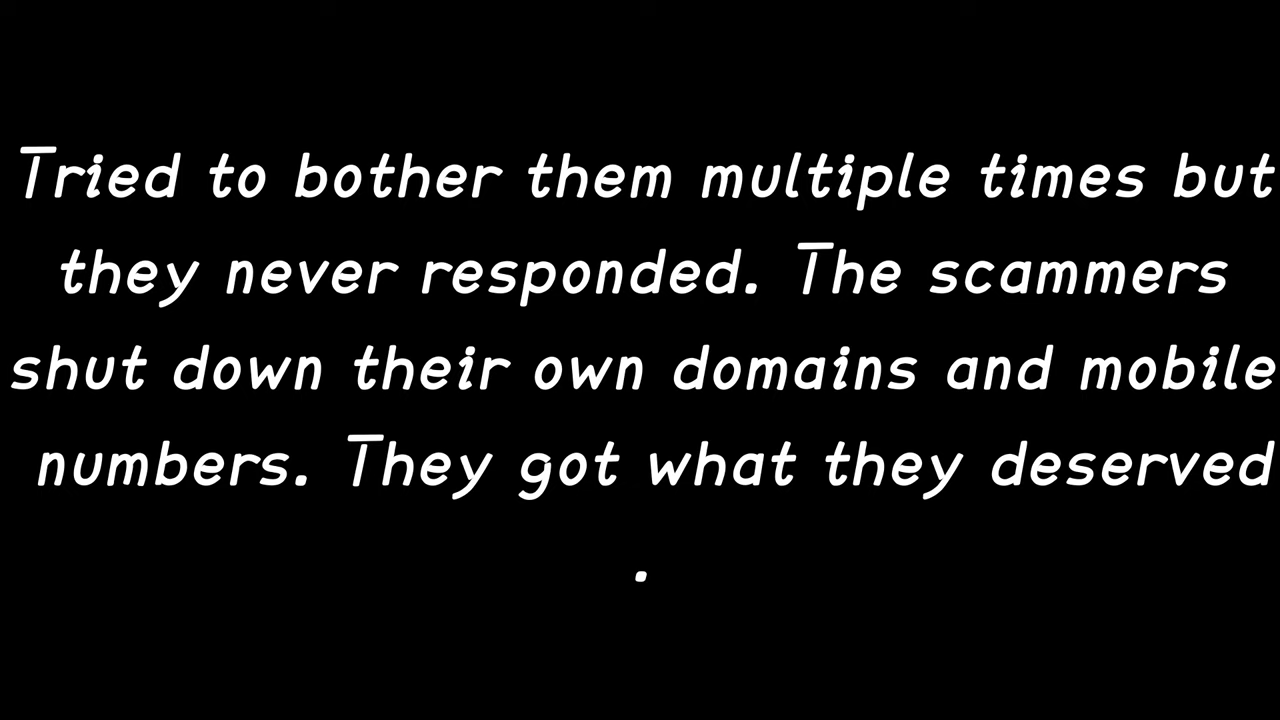 Tried to bother them multiple times but
they never responded. The scammers
shut down their own domains and mobile
numbers. They got what they deserved
.